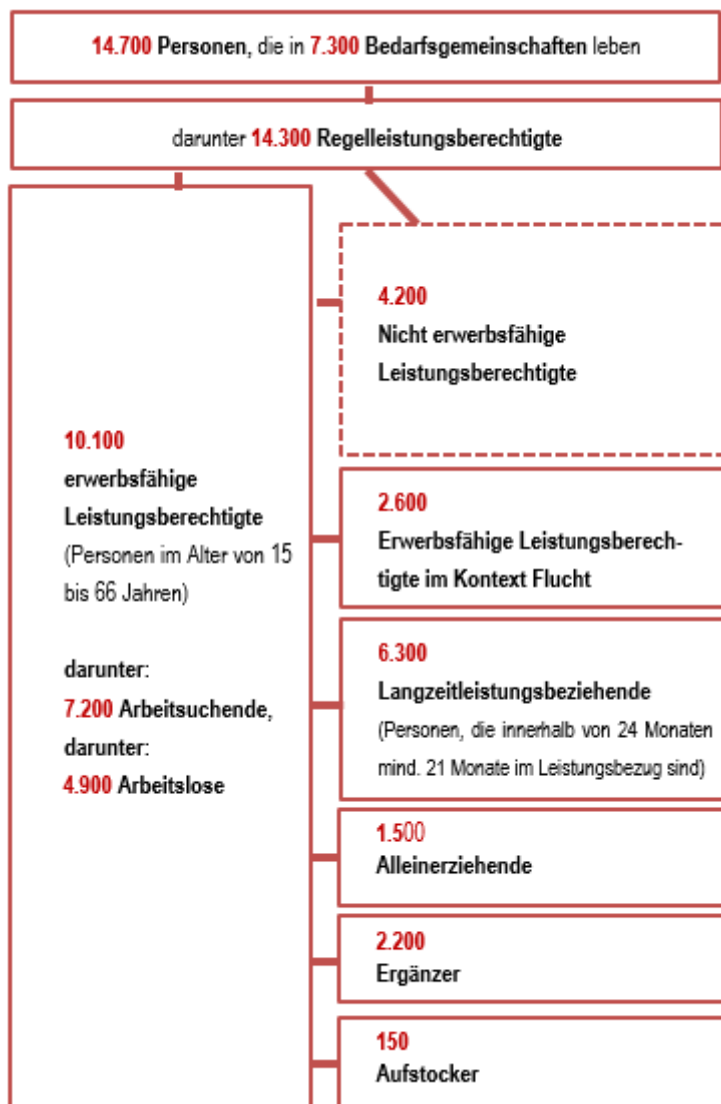 14.700 Personen, die in 7.300 Bedarfsgemeinschaften leben
darunter 14.300 Regelleistungsberechtigte
10.100
erwerbsfähige
Leistungsberechtigte
(Personen im Alter von 15
bis 66 Jahren)
darunter:
7.200 Arbeitsuchende,
darunter:
4.900 Arbeitslose
4.200
Nicht erwerbsfähige
Leistungsberechtigte
2.600
Erwerbsfähige Leistungsberech-
tigte im Kontext Flucht
6.300
Langzeitleistungsbeziehende
(Personen, die innerhalb von 24 Monaten
mind. 21 Monate im Leistungsbezug sind)
1.500
Alleinerziehende
2.200
Ergänzer
150
Aufstocker